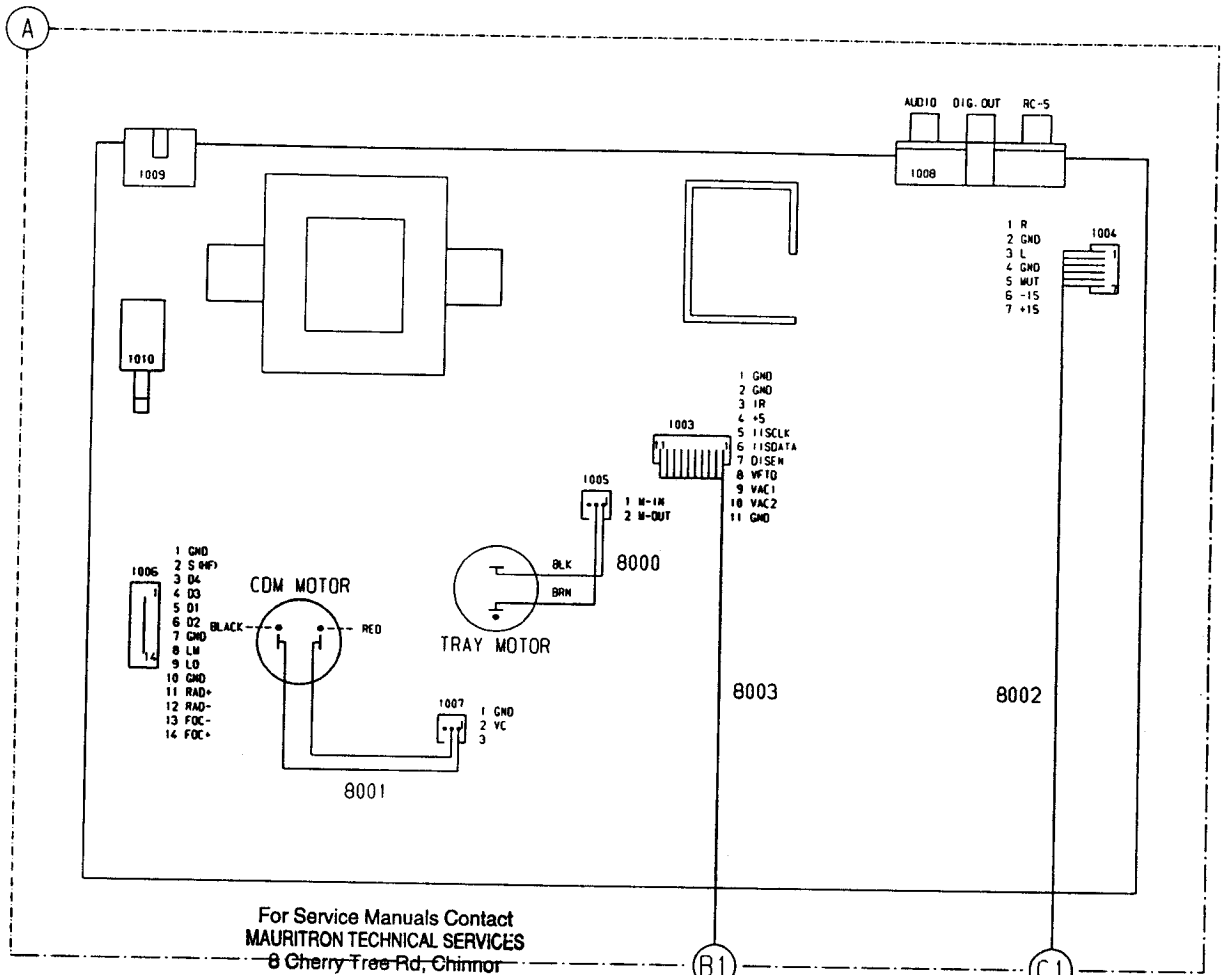 A
AUDIO DIG. OUT RC-5
1009
1008
1 R
2 GND
3 L
4 GND
5 MUT
6 -15
7 +15
1004
1
7
1010
1 GND
2 GND
3 IR
4 +5
5 IISCLK
6 IISDATA
7 DISEN
8 VFTD
9 VAC1
10 VAC2
11 GND
1003
11 1
1005
1 M-IN
2 M-OUT
8000
BLK
BRN
TRAY MOTOR
1006
1
14
1 GND
2 S (HF)
3 D4
4 D3
5 D1
6 D2
7 GND
8 LM
9 LO
10 GND
11 RAD+
12 RAD-
13 FOC-
14 FOC+
CDM MOTOR
BLACK RED
1007
1 GND
2 VC
3
8001
8003
8002
For Service Manuals Contact
MAURITRON TECHNICAL SERVICES
8 Cherry Tree Rd, Chinnor
B1
C1